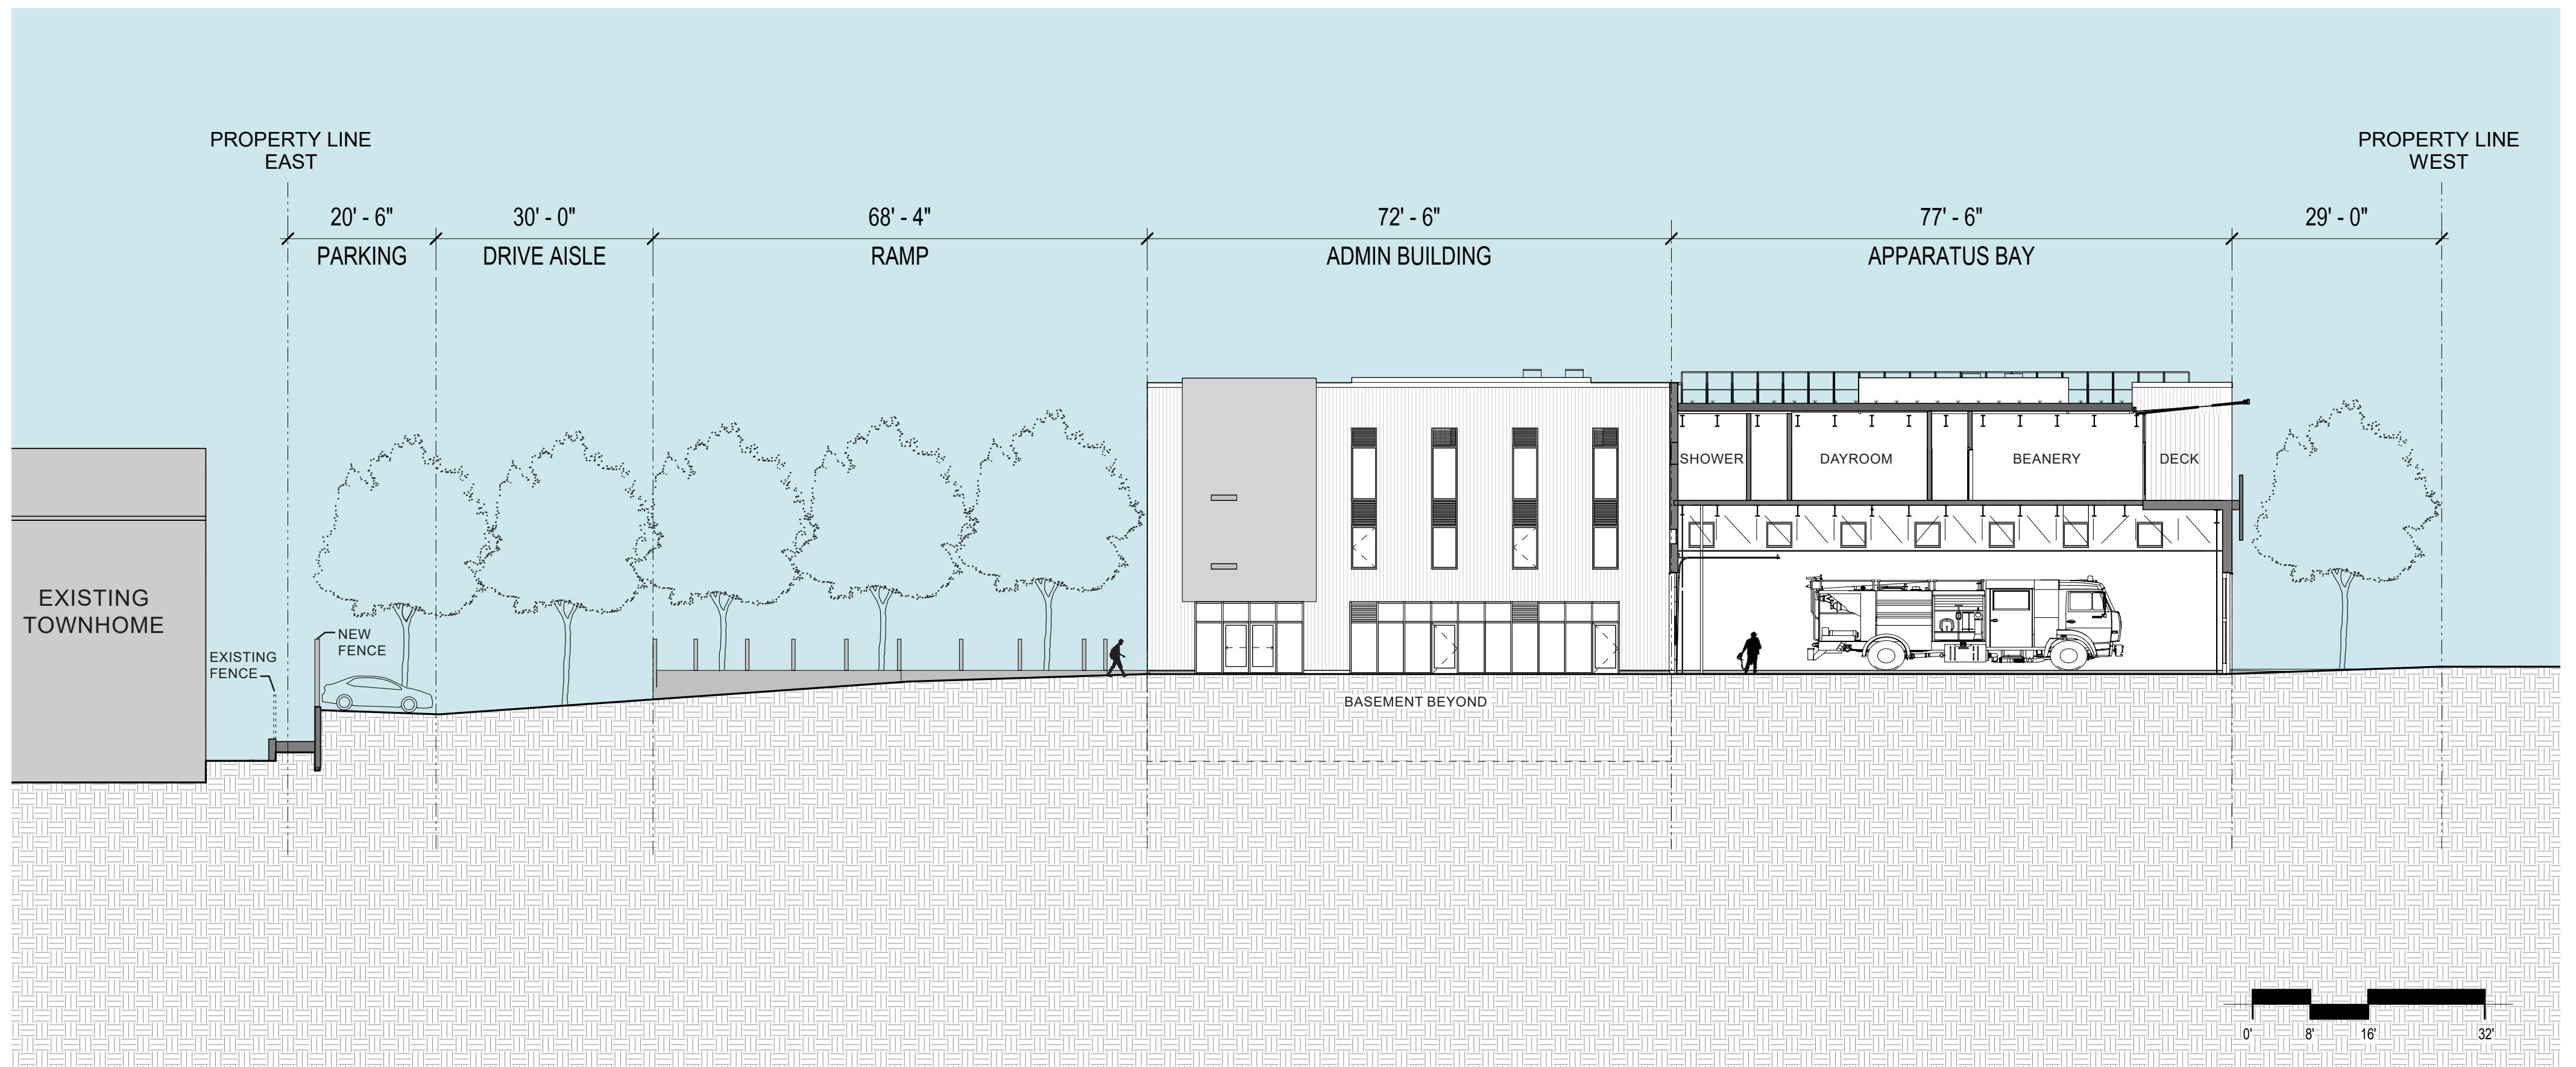 PROPERTY LINE
EAST
PROPERTY LINE
WEST
20' - 6"
30' - 0"
68' - 4"
72' - 6"
77' - 6"
29' - 0"
PARKING
DRIVE AISLE
RAMP
ADMIN BUILDING
APPARATUS BAY
SHOWER
DAYROOM
BEANERY
DECK
EXISTING
TOWNHOME
NEW
FENCE
EXISTING
FENCE
BASEMENT BEYOND
0'
8'
16'
32'